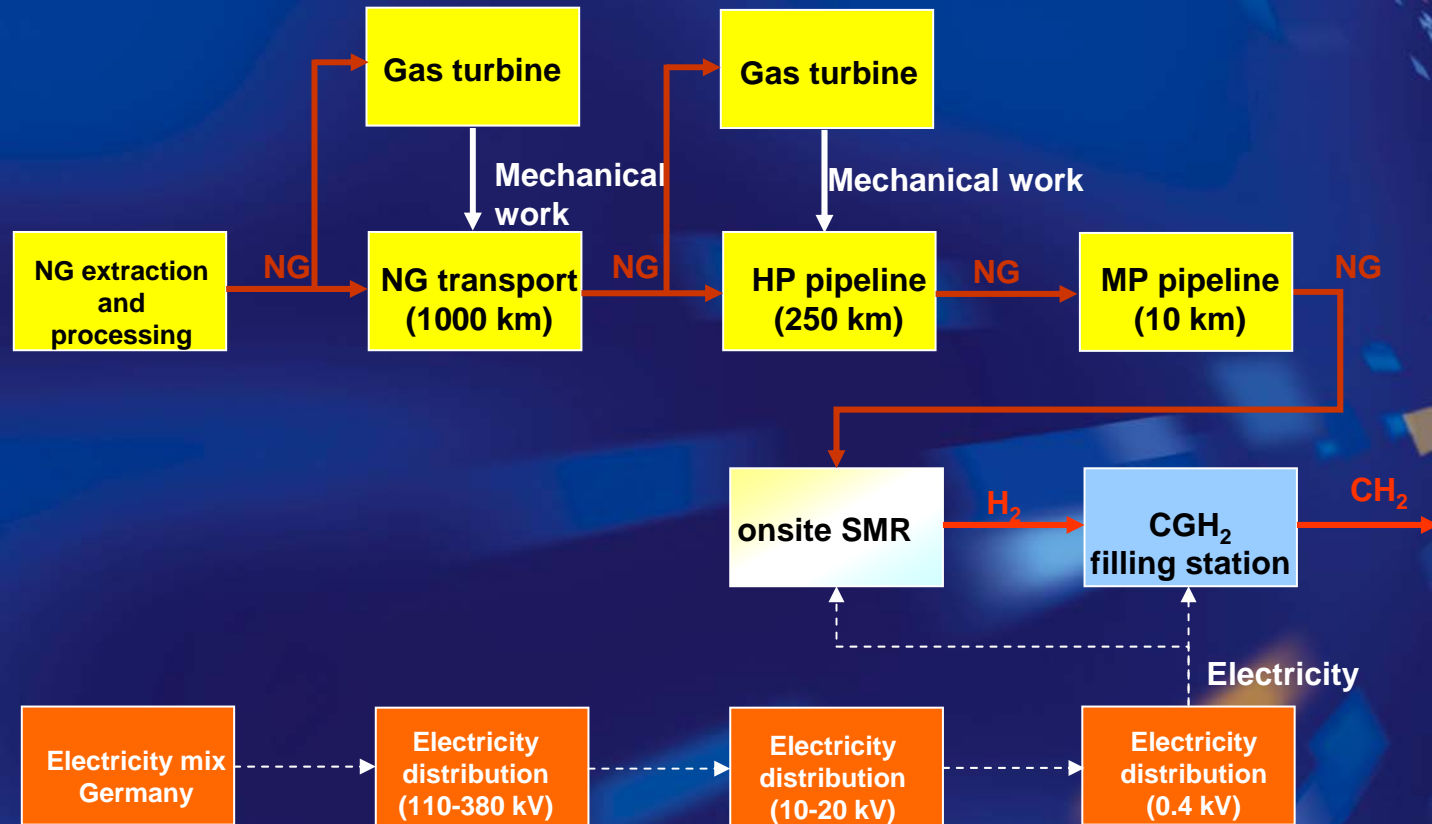 Gas turbine
Gas turbine
Mechanical
work
Mechanical work
NG extraction
and
processing
NG
NG transport
(1000 km)
NG
HP pipeline
(250 km)
NG
MP pipeline
(10 km)
NG
onsite SMR
H₂
CGH₂
filling station
CH₂
Electricity
Electricity mix
Germany
Electricity
distribution
(110-380 kV)
Electricity
distribution
(10-20 kV)
Electricity
distribution
(0.4 kV)